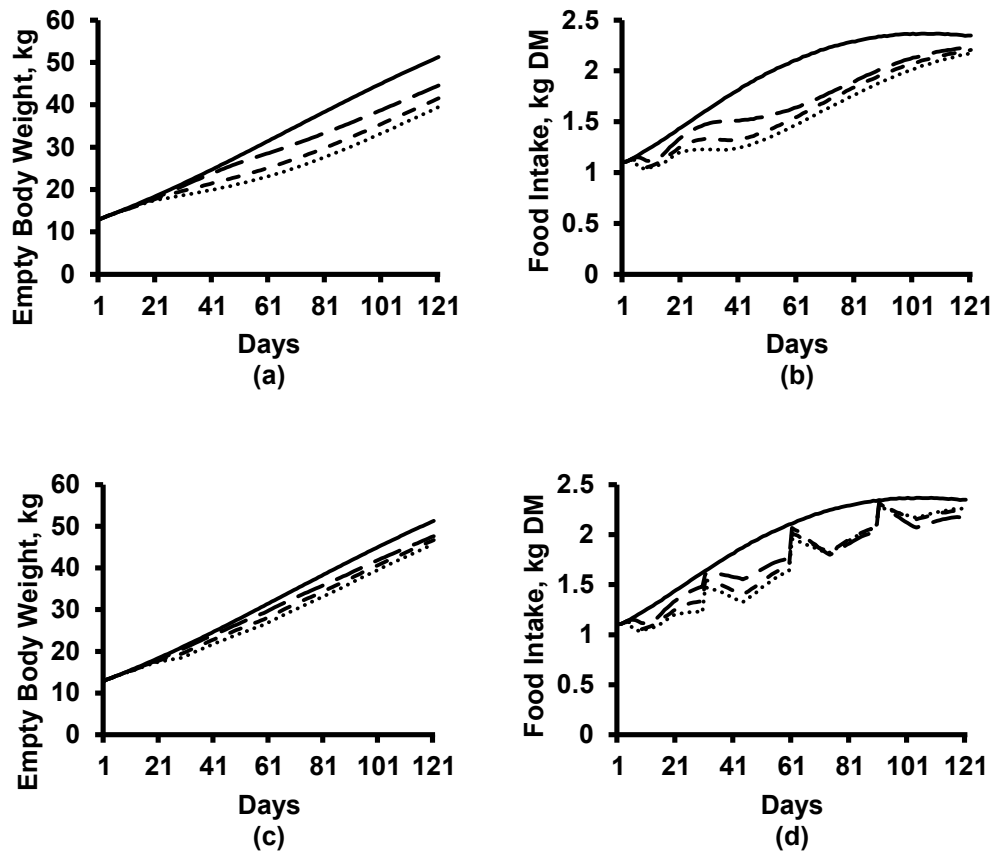 Empty Body Weight, kg
60
50
40
30
20
10
0
1 21 41 61 81 101 121
Days
(a)
Food Intake, kg DM
2.5
2
1.5
1
0.5
0
1 21 41 61 81 101 121
Days
(b)
Empty Body Weight, kg
60
50
40
30
20
10
0
1 21 41 61 81 101 121
Days
(c)
Food Intake, kg DM
2.5
2
1.5
1
0.5
0
1 21 41 61 81 101 121
Days
(d)